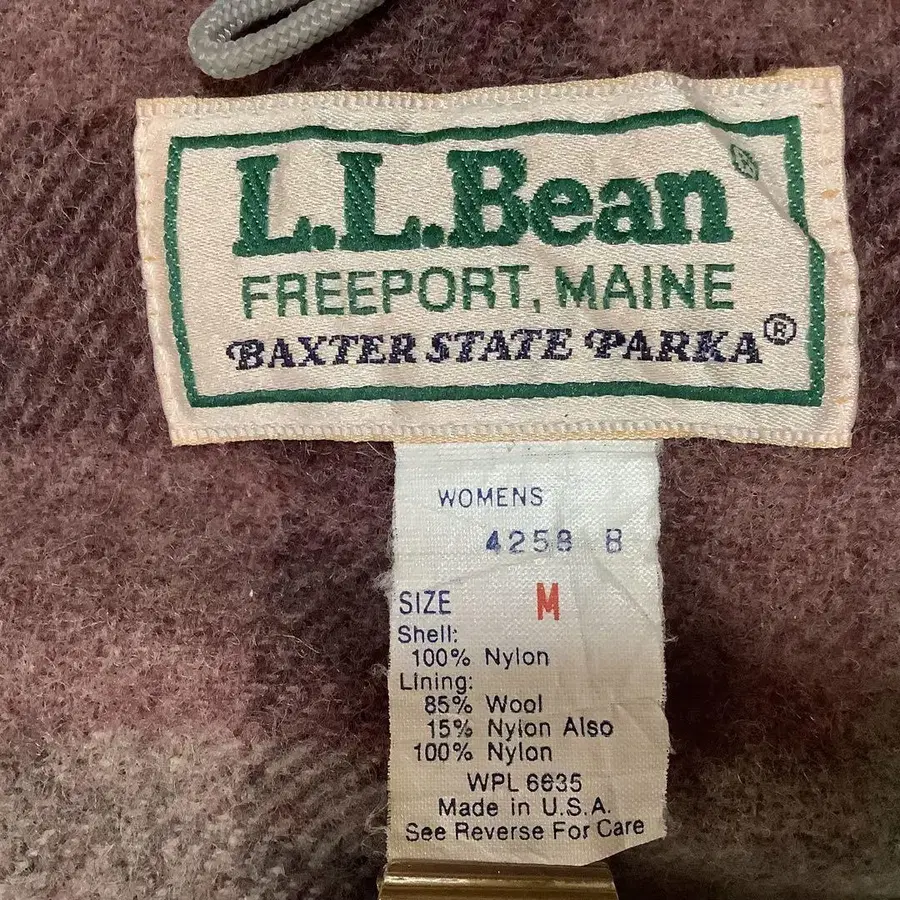 L.L.Bean®
FREEPORT, MAINE
BAXTER STATE PARKA®
WOMENS
4258 B
SIZE M
Shell:
100% Nylon
Lining:
85% Wool
15% Nylon Also
100% Nylon
WPL 6635
Made in U.S.A.
See Reverse For Care